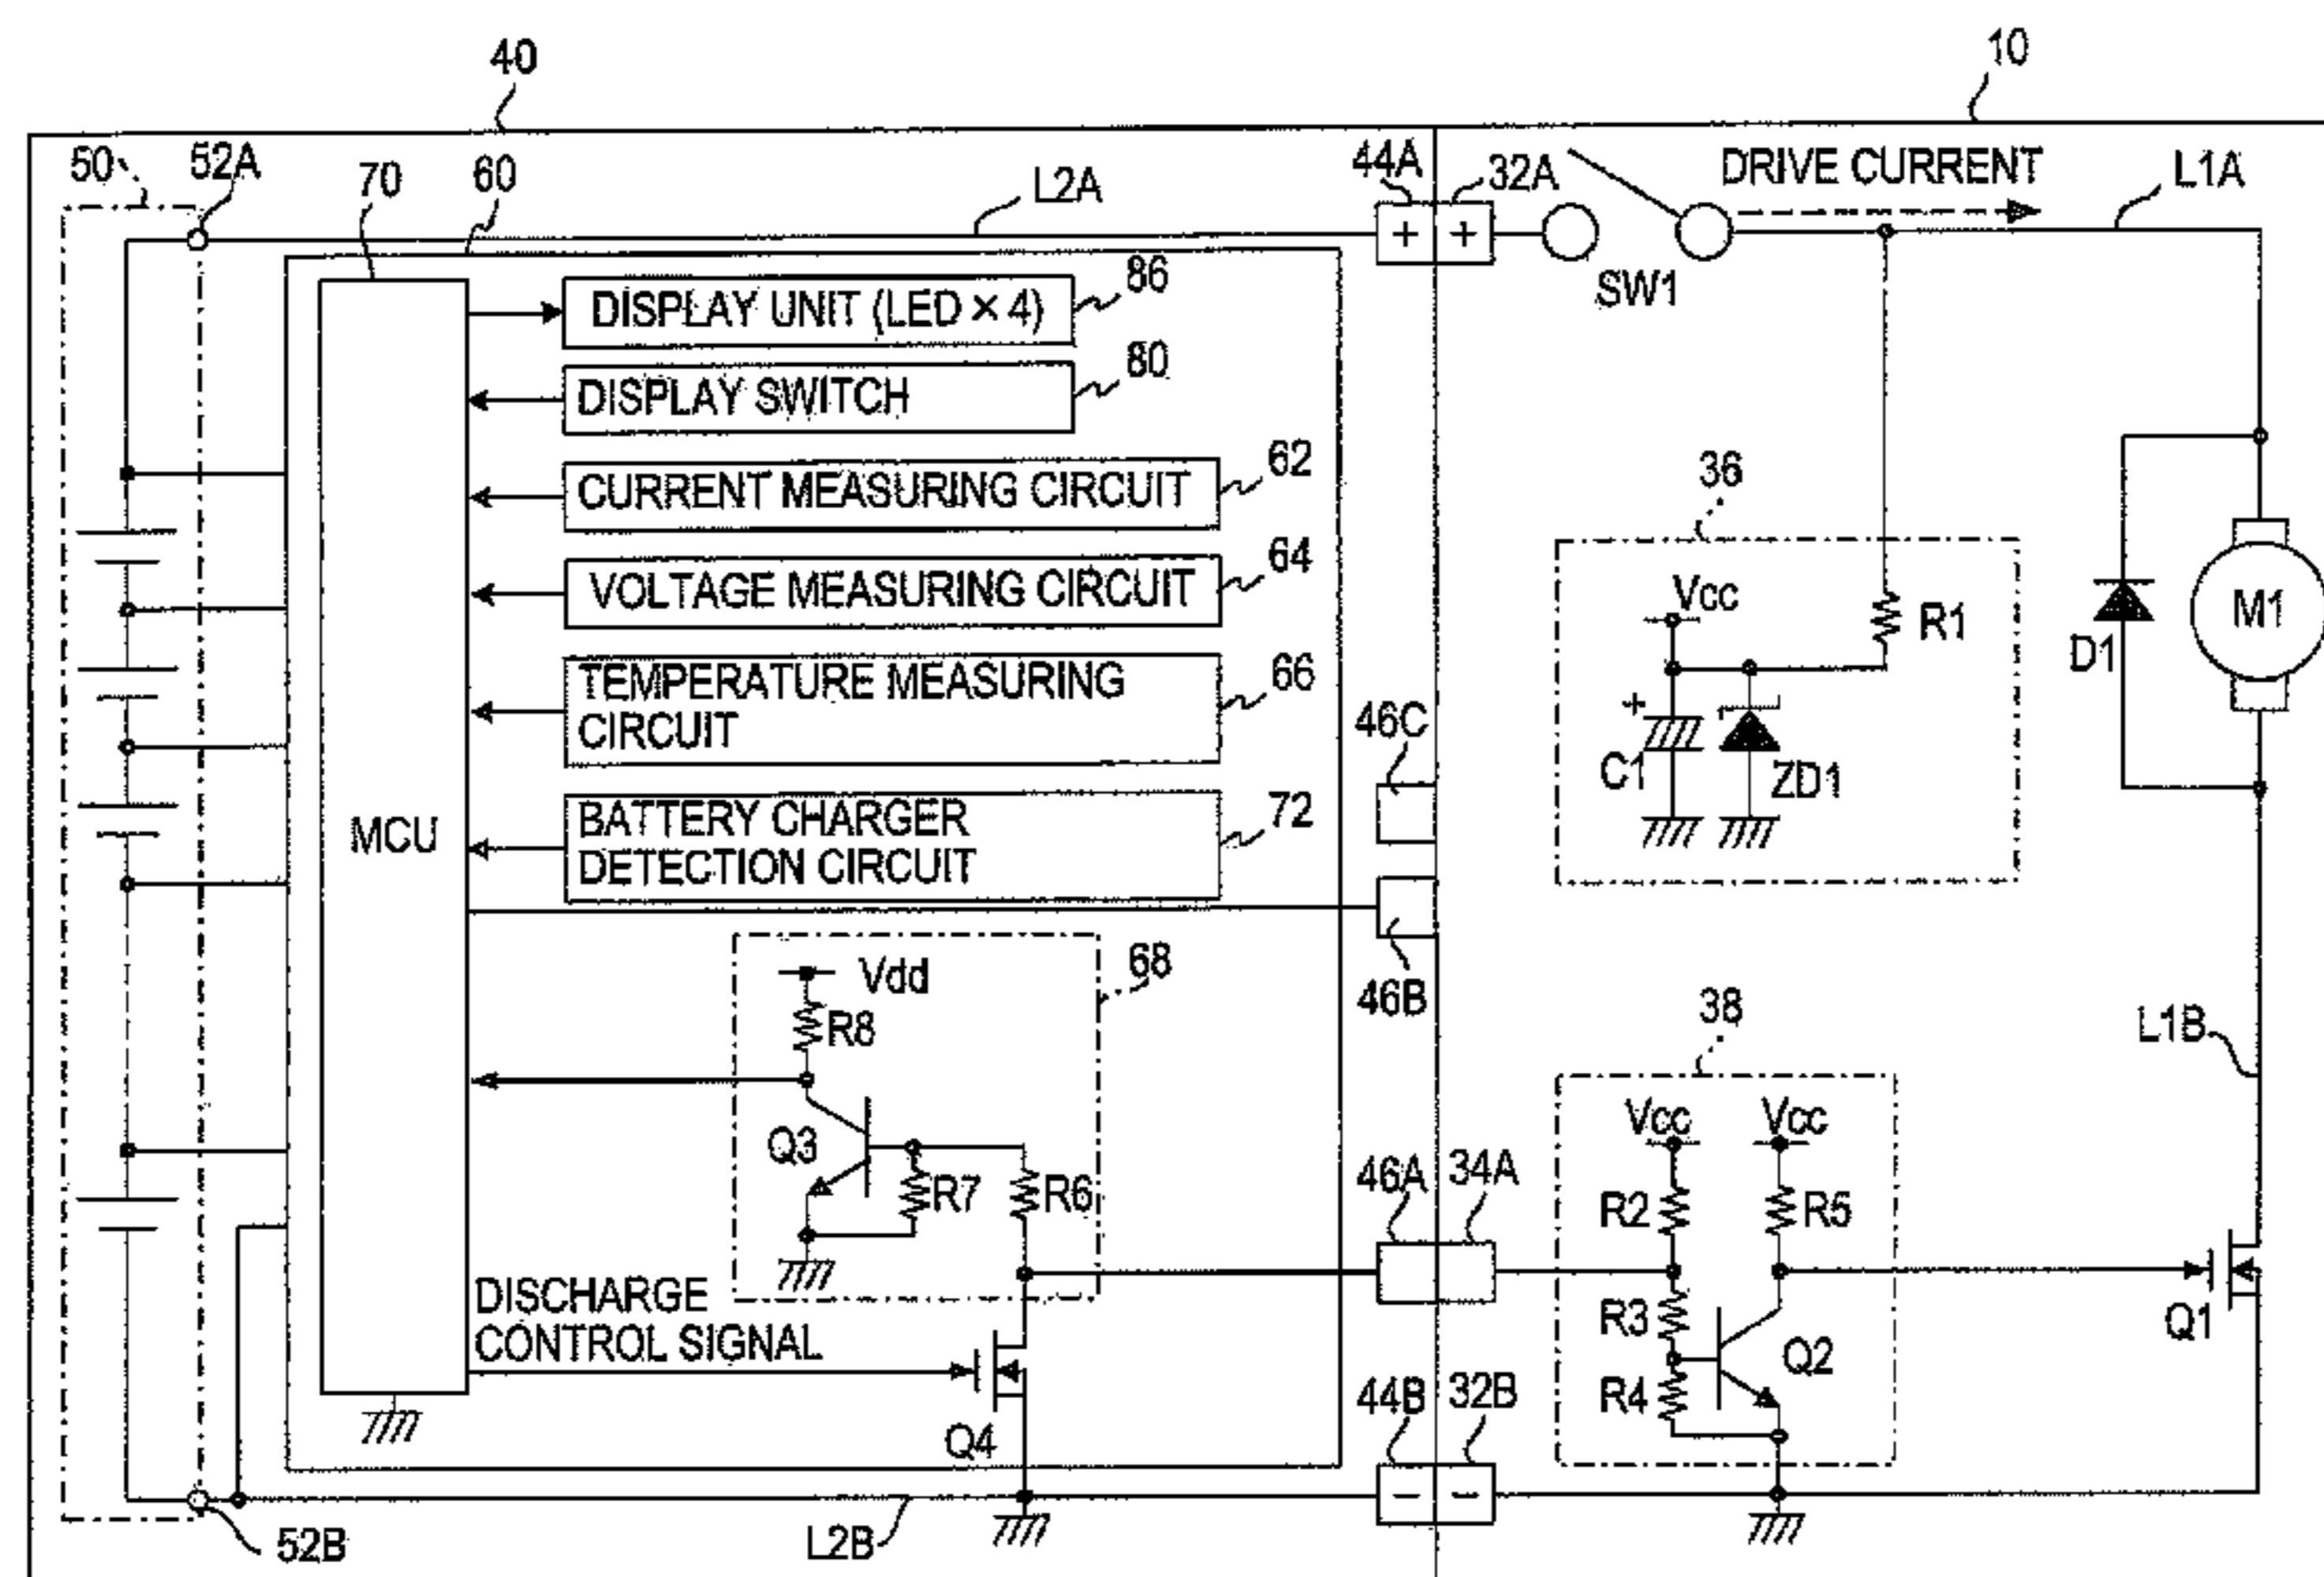 40
10
50
52A
70
60
L2A
44A
32A
DRIVE CURRENT
L1A
+ +
SW1
DISPLAY UNIT (LED × 4)
86
DISPLAY SWITCH
80
CURRENT MEASURING CIRCUIT
62
VOLTAGE MEASURING CIRCUIT
64
TEMPERATURE MEASURING
CIRCUIT
66
BATTERY CHARGER
DETECTION CIRCUIT
72
MCU
36
Vcc
R1
+
C1
ZD1
D1
M1
46C
46B
Vdd
68
R8
Q3
R7
R6
38
L1B
Vcc
Vcc
46A
34A
R2
R5
R3
Q2
R4
Q1
DISCHARGE
CONTROL SIGNAL
Q4
44B
32B
− −
52B
L2B